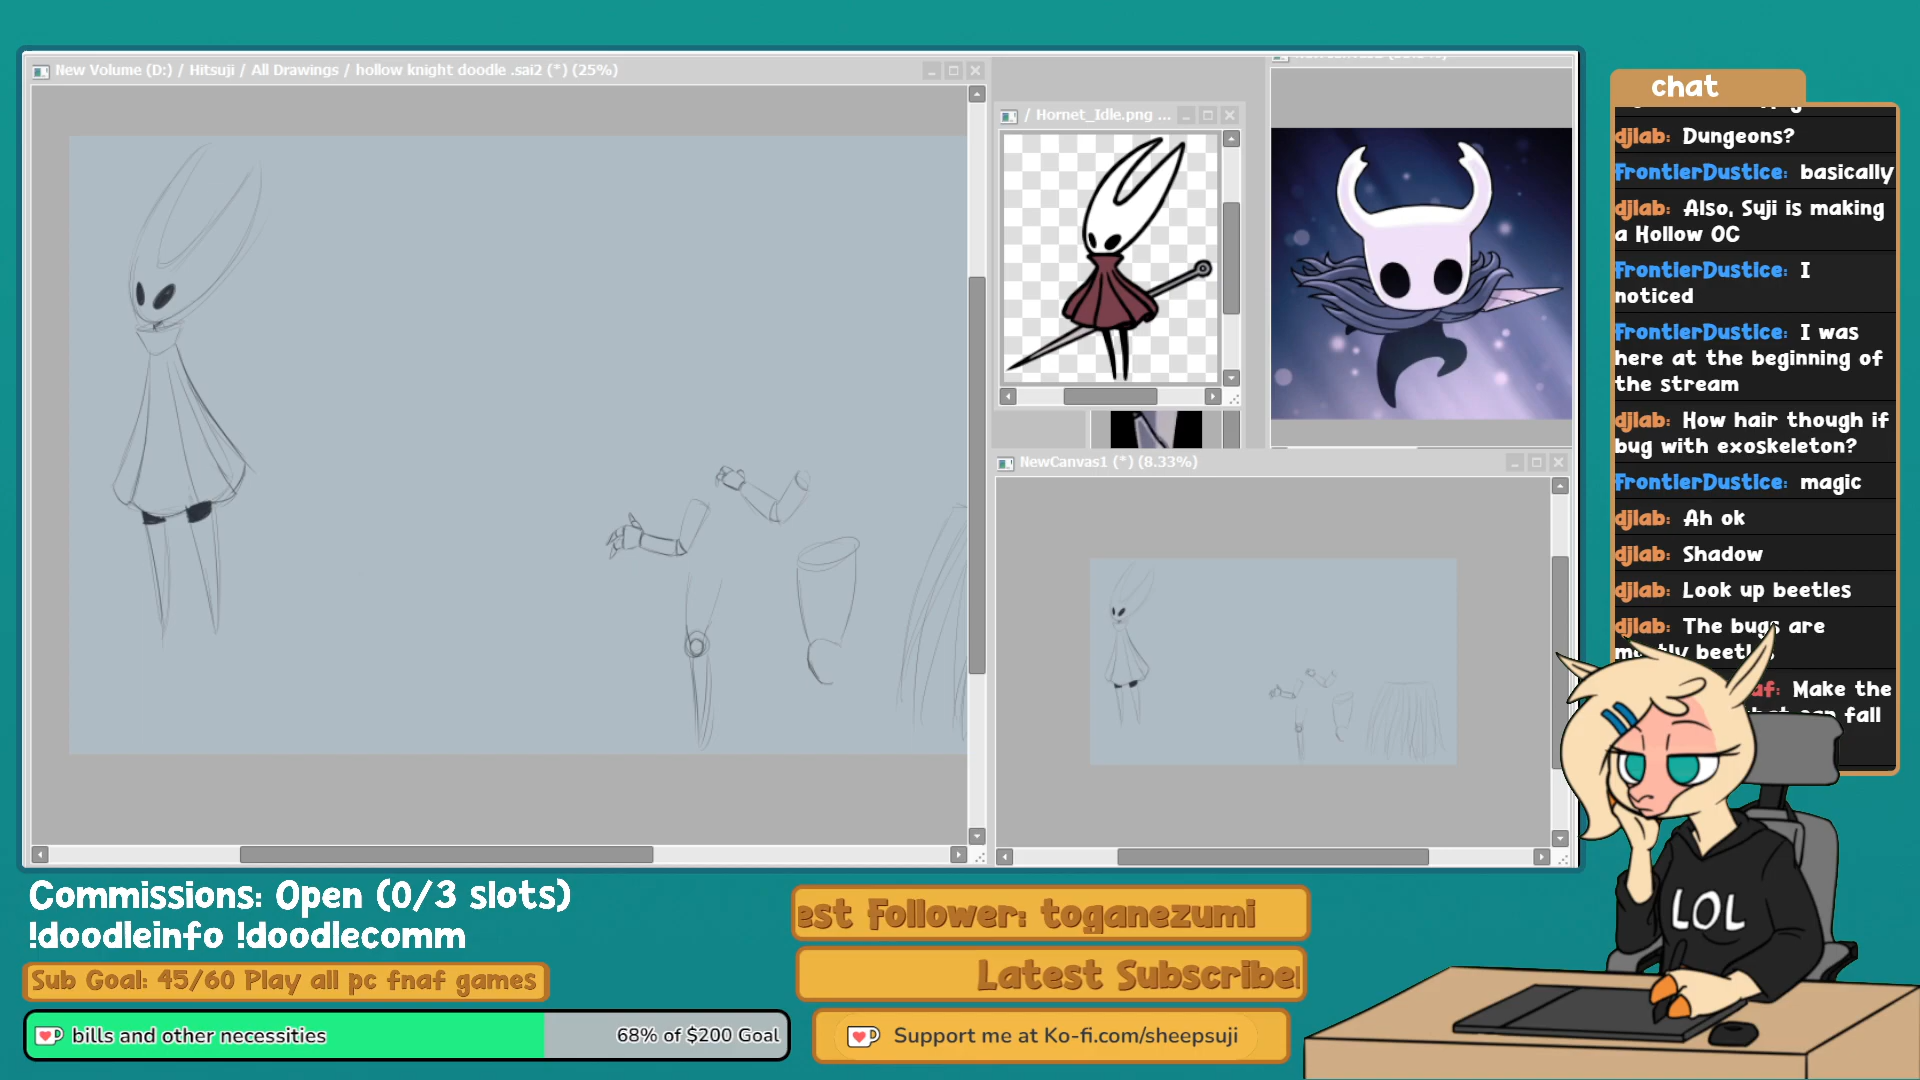 New Volume (D:) / Hitsuji / All Drawings / hollow knight doodle .sai2 (*) (25%)
/ Hornet_Idle.png ...
NewCanvas1 (*) (8.33%)
chat
djlab: Dungeons?
FrontierDustice: basically
djlab: Also, Suji is making
a Hollow OC
FrontierDustice: I
noticed
FrontierDustice: I was
here at the beginning of
the stream
djlab: How hair though if
bug with exoskeleton?
FrontierDustice: magic
djlab: Ah ok
djlab: Shadow
djlab: Look up beetles
djlab: The bugs are
Make the
fall
LOL
Commissions: Open (0/3 slots)
!doodleinfo !doodlecomm
Sub Goal: 45/60 Play all pc fnaf games
bills and other necessities 68% of $200 Goal
est Follower: toganezumi
Latest Subscribe
Support me at Ko-fi.com/sheepsuji